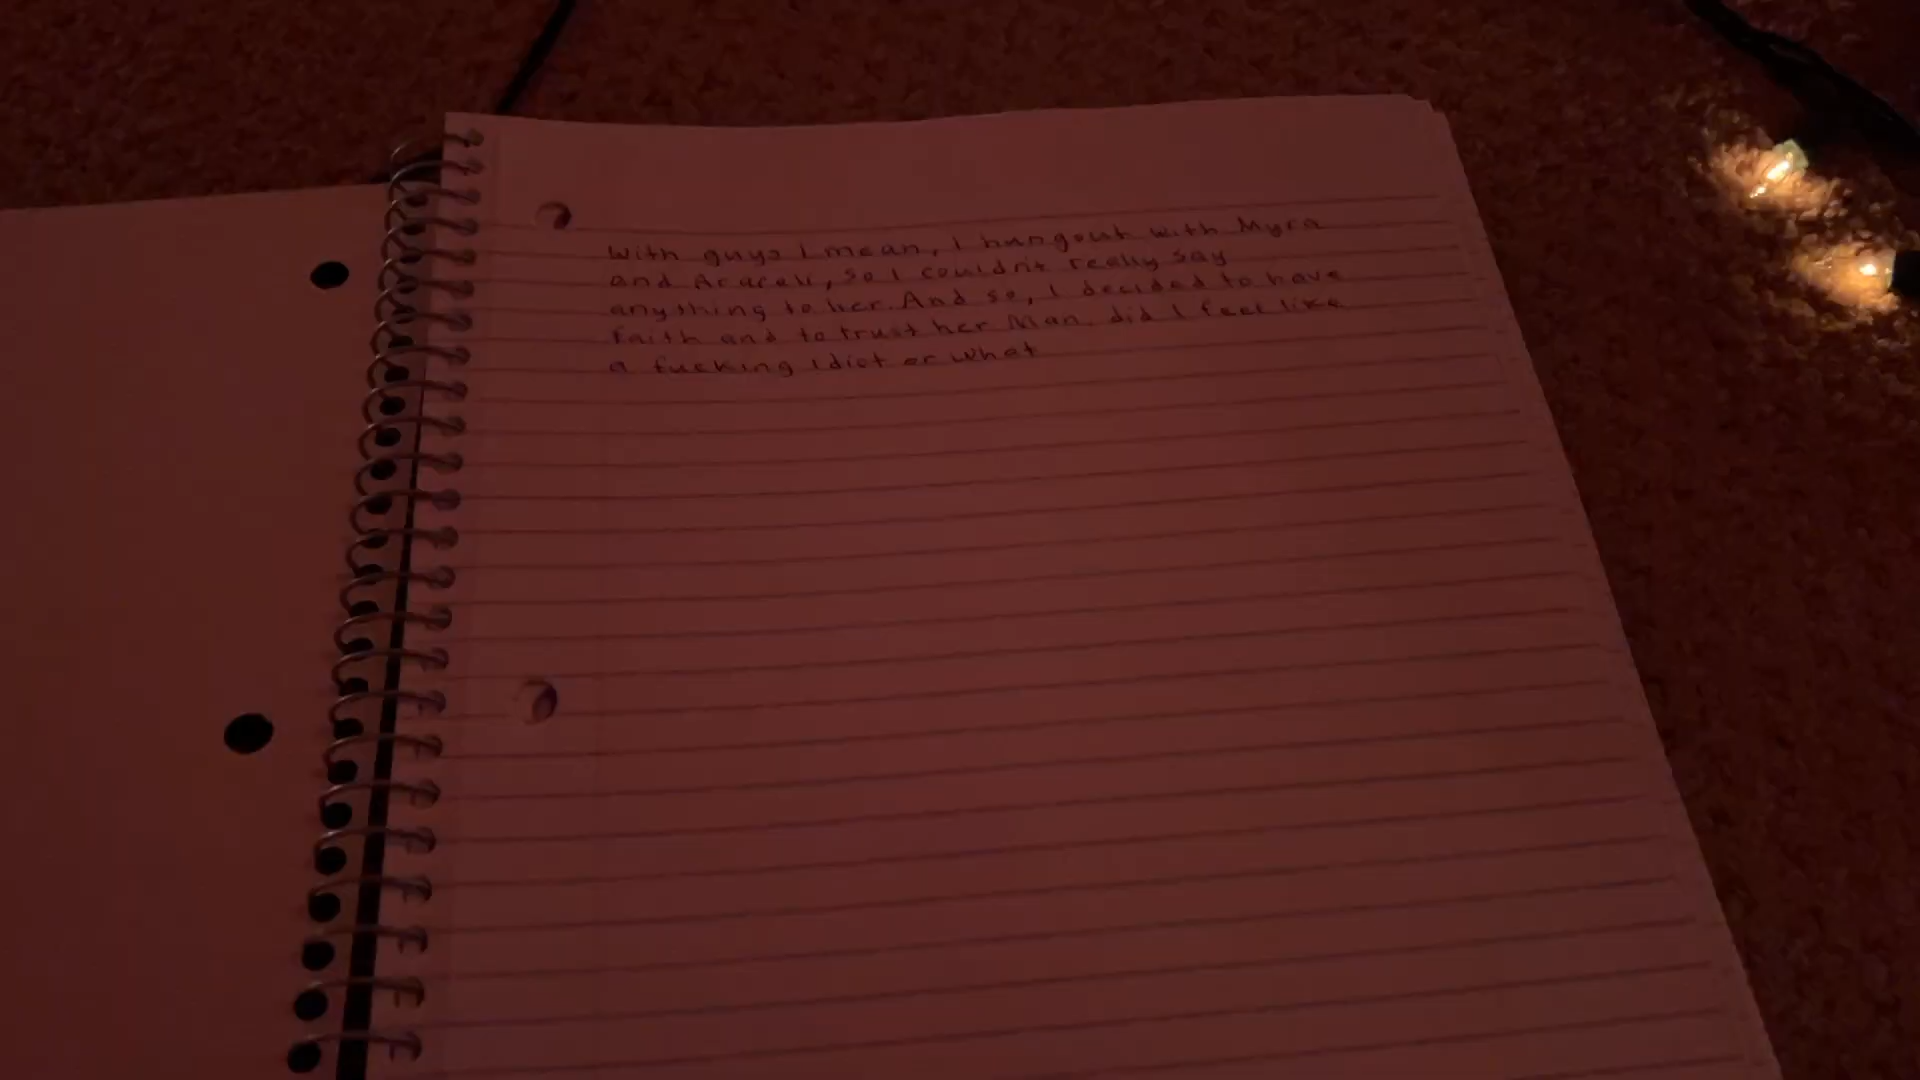 With guys I mean, I hangout with Myra
and Araceli, so I couldn't really say
anything to her. And so, I decided to have
faith and to trust her Man, did I feel like
a fucking idiot or what